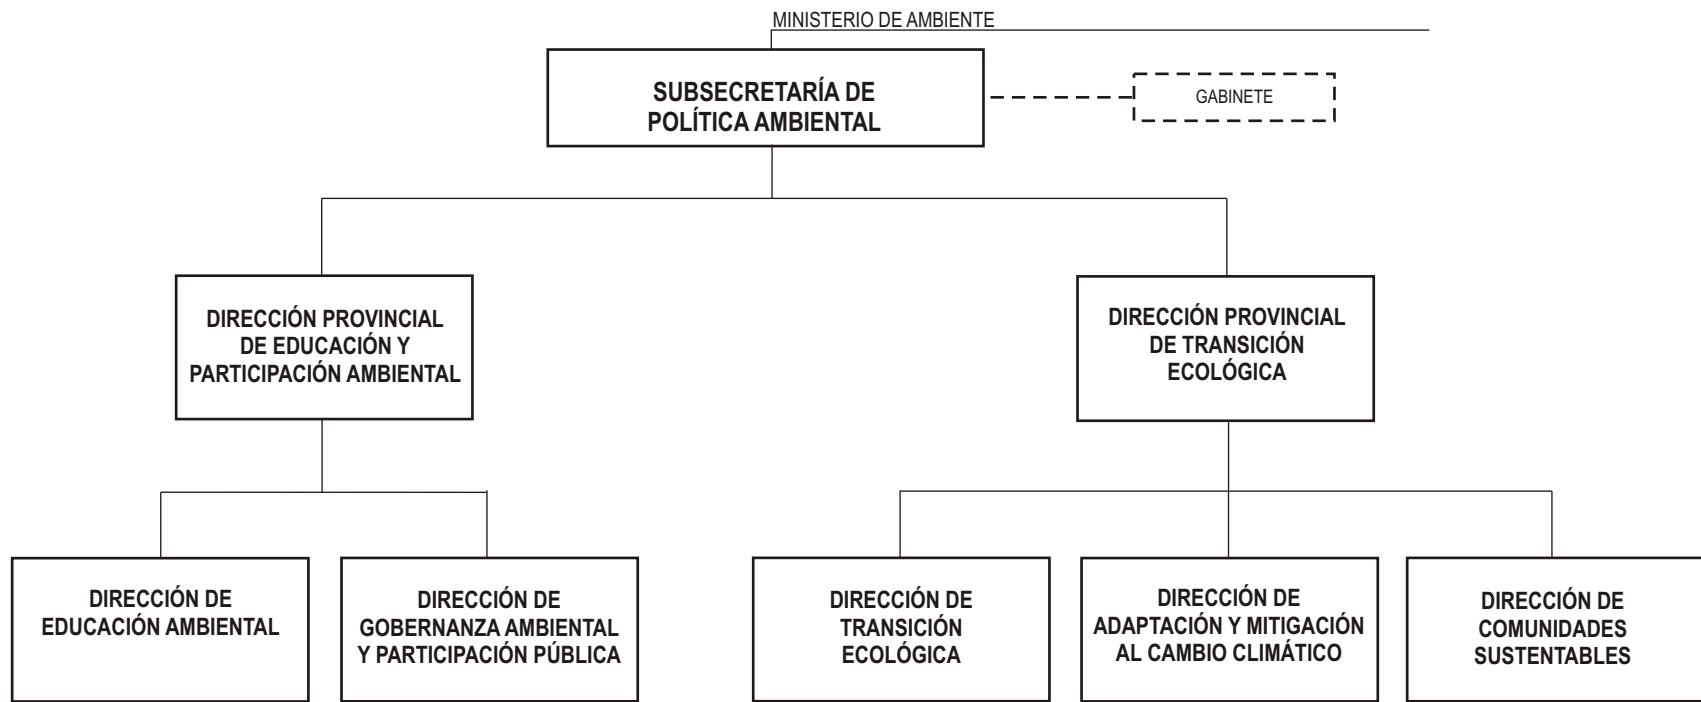 MINISTERIO DE AMBIENTE
SUBSECRETARÍA DE
POLÍTICA AMBIENTAL
GABINETE
DIRECCIÓN PROVINCIAL
DE EDUCACIÓN Y
PARTICIPACIÓN AMBIENTAL
DIRECCIÓN PROVINCIAL
DE TRANSICIÓN
ECOLÓGICA
DIRECCIÓN DE
EDUCACIÓN AMBIENTAL
DIRECCIÓN DE
GOBERNANZA AMBIENTAL
Y PARTICIPACIÓN PÚBLICA
DIRECCIÓN DE
TRANSICIÓN
ECOLÓGICA
DIRECCIÓN DE
ADAPTACIÓN Y MITIGACIÓN
AL CAMBIO CLIMÁTICO
DIRECCIÓN DE
COMUNIDADES
SUSTENTABLES